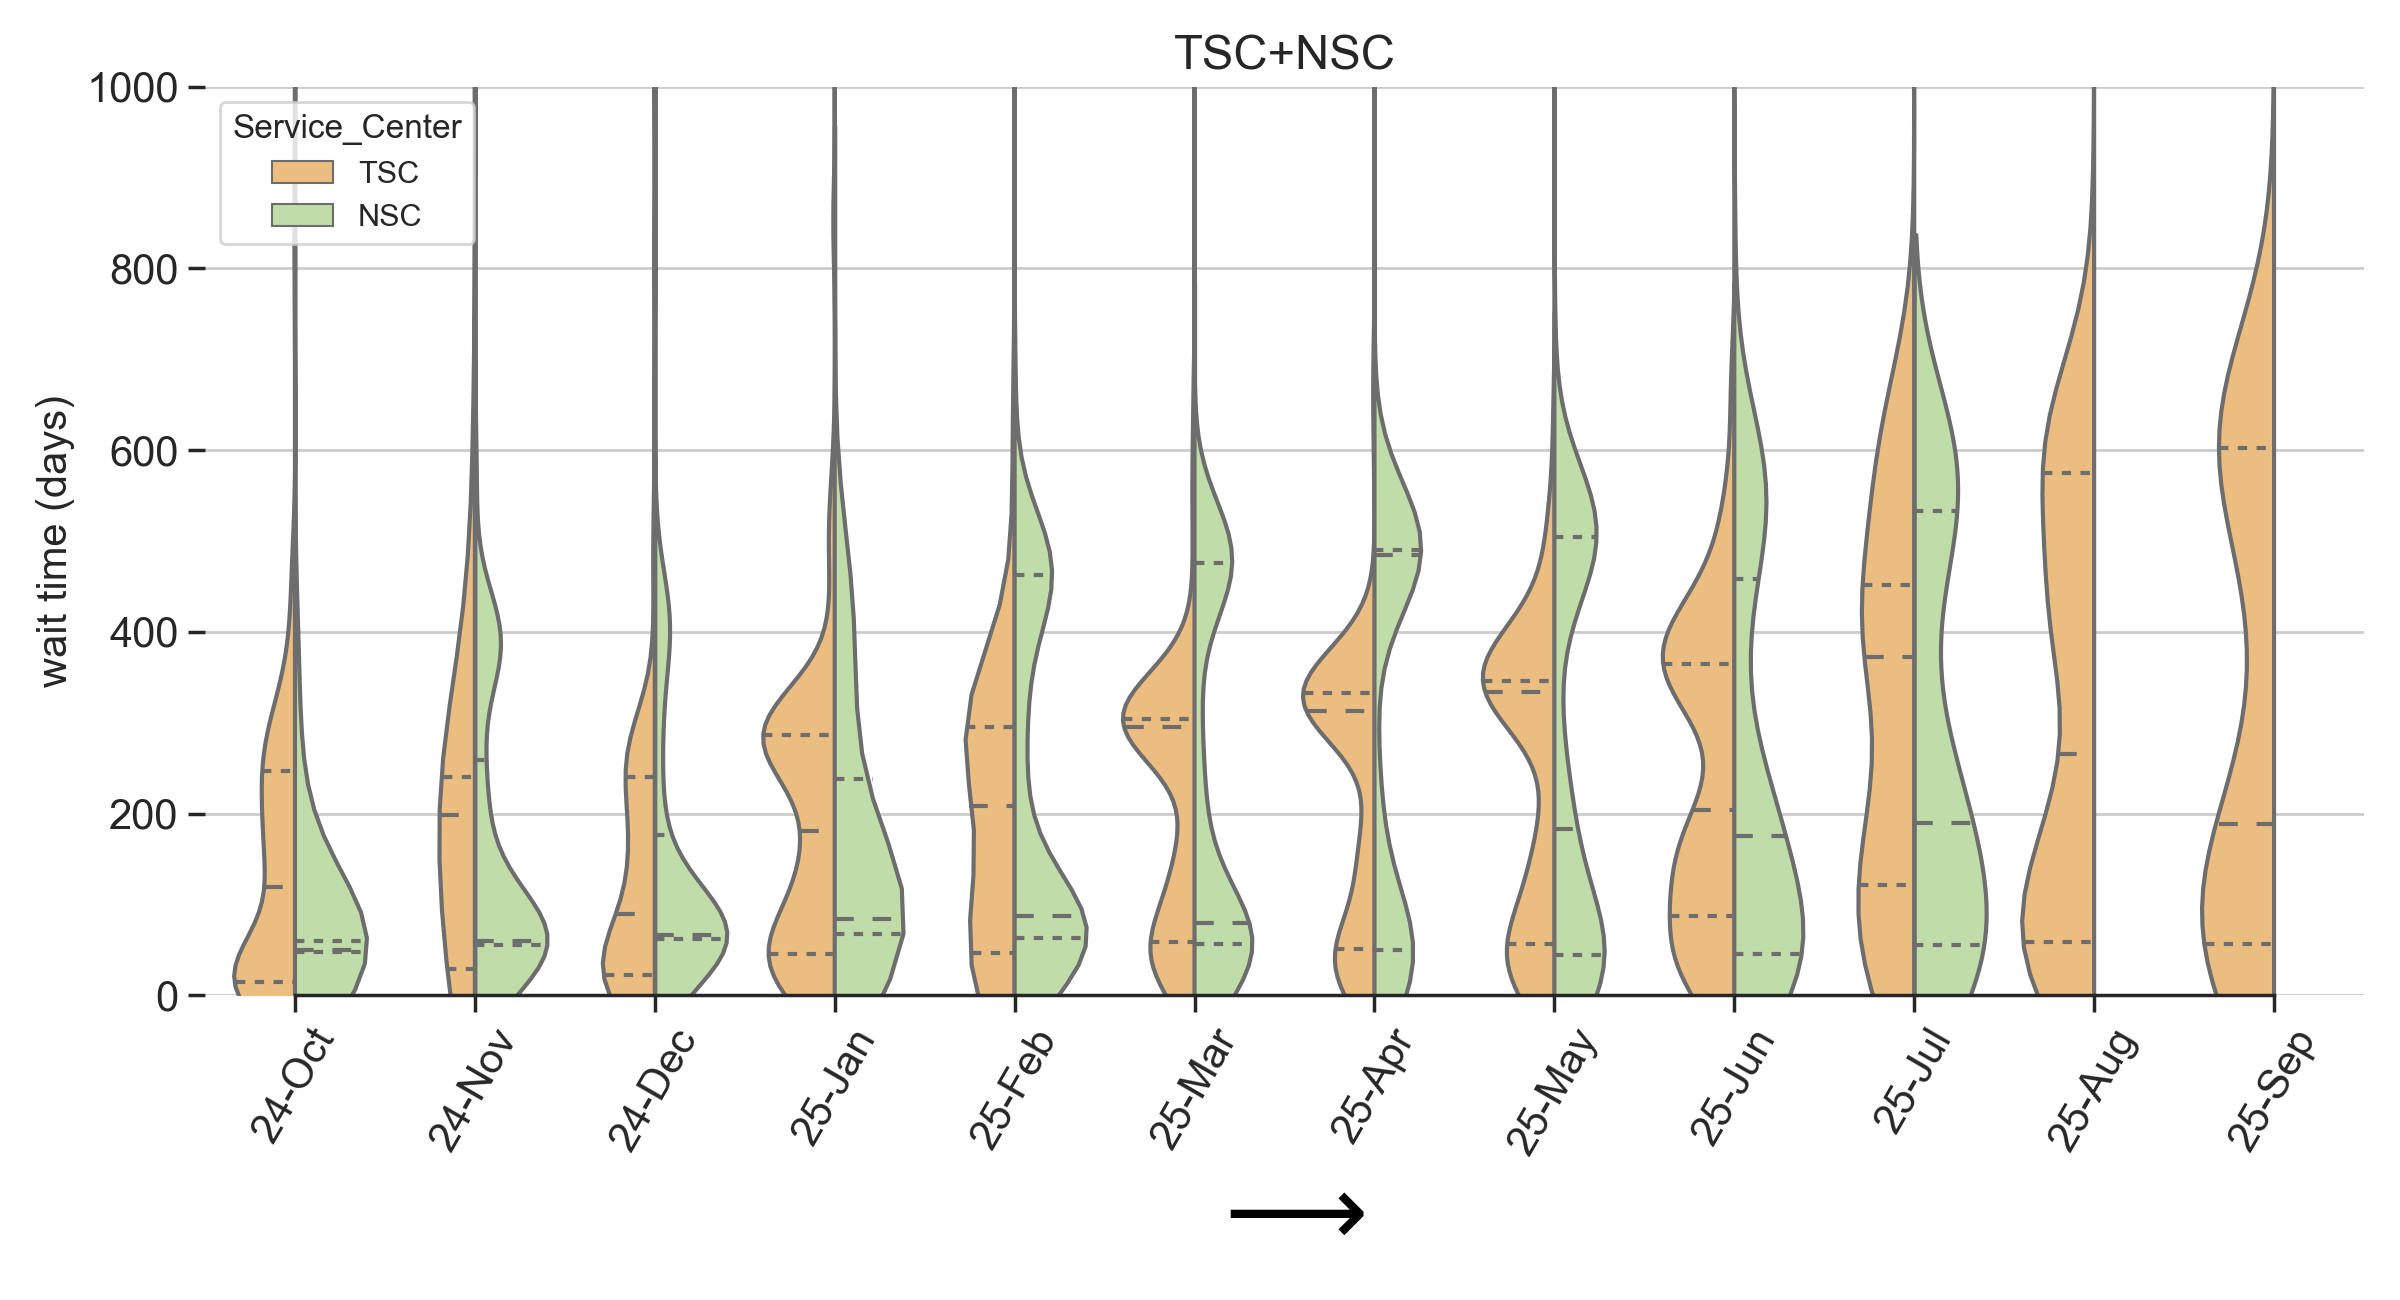 TSC+NSC
1000
800
600
400
200
0
wait time (days)
Service_Center
TSC
NSC
24-Oct
24-Nov
24-Dec
25-Jan
25-Feb
25-Mar
25-Apr
25-May
25-Jun
25-Jul
25-Aug
25-Sep